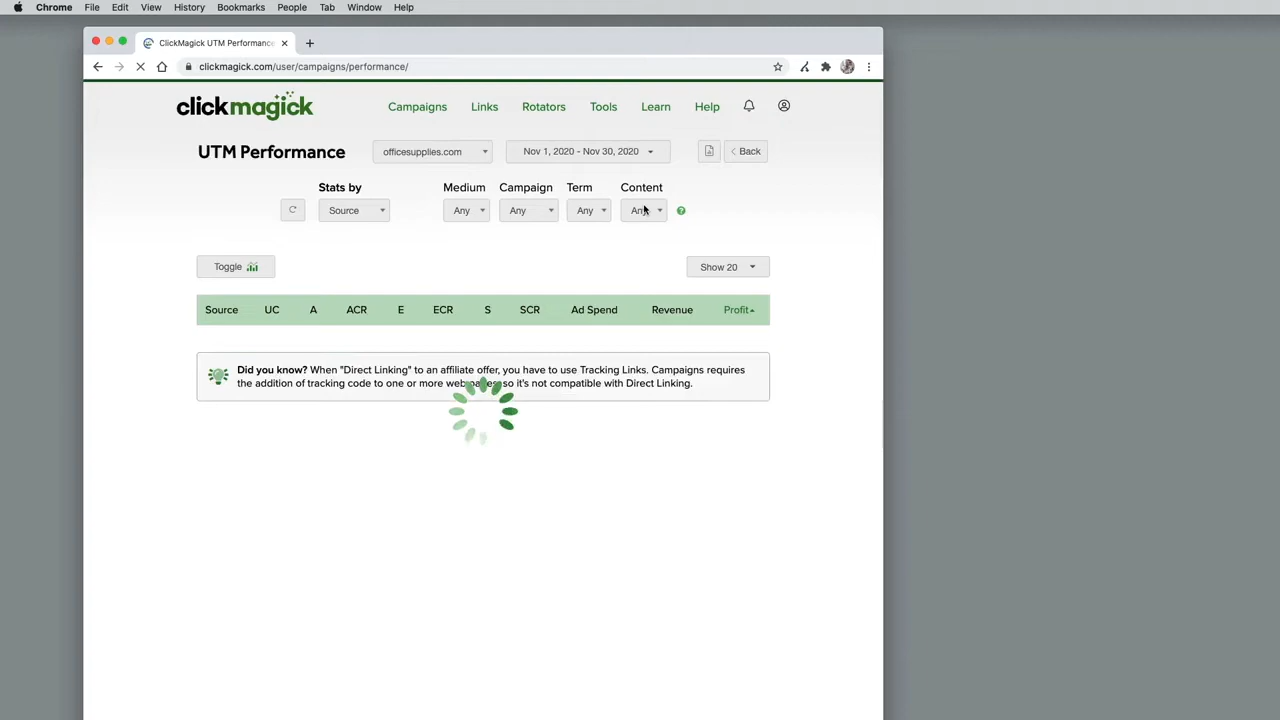 Chrome File Edit View History Bookmarks People Tab Window Help
ClickMagick UTM Performance
clickmagick.com/user/campaigns/performance/
clickmagick Campaigns Links Rotators Tools Learn Help
UTM Performance officesupplies.com Nov 1, 2020 - Nov 30, 2020 Back
Stats by Medium Campaign Term Content
Source Any Any Any Any
Toggle Show 20
Source UC A ACR E ECR S SCR Ad Spend Revenue Profit
Did you know? When "Direct Linking" to an affiliate offer, you have to use Tracking Links. Campaigns requires
the addition of tracking code to one or more web pages, so it's not compatible with Direct Linking.